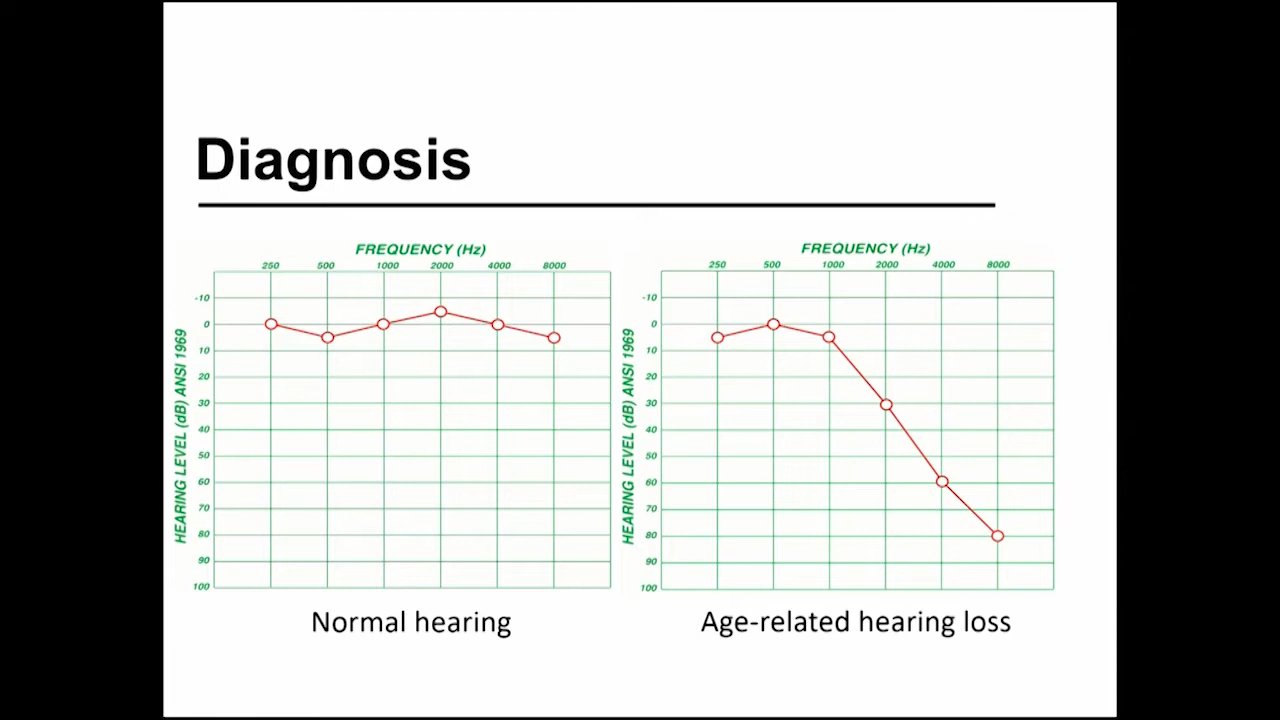 Diagnosis
FREQUENCY (Hz)
250 500 1000 2000 4000 8000
HEARING LEVEL (dB) ANSI 1969
-10
0
10
20
30
40
50
60
70
80
90
100
Normal hearing
FREQUENCY (Hz)
250 500 1000 2000 4000 8000
HEARING LEVEL (dB) ANSI 1969
-10
0
10
20
30
40
50
60
70
80
90
100
Age-related hearing loss